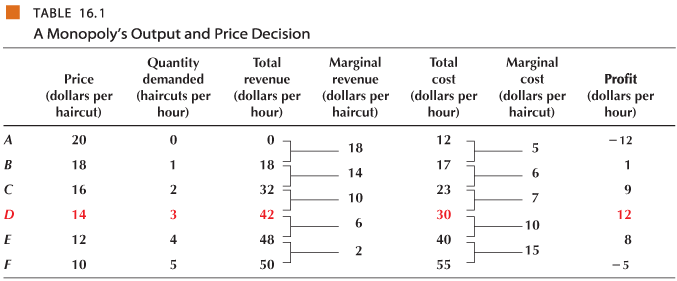 TABLE 16.1
A Monopoly's Output and Price Decision
Quantity Total Marginal Total Marginal
Price demanded revenue revenue cost cost Profit
(dollars per (haircuts per (dollars per (dollars per (dollars per (dollars per (dollars per
haircut) hour) hour) haircut) hour) haircut) hour)
A 20 0 0 12 −12
18 5
B 18 1 18 17 1
14 6
C 16 2 32 23 9
10 7
D 14 3 42 30 12
6 10
E 12 4 48 40 8
2 15
F 10 5 50 55 −5